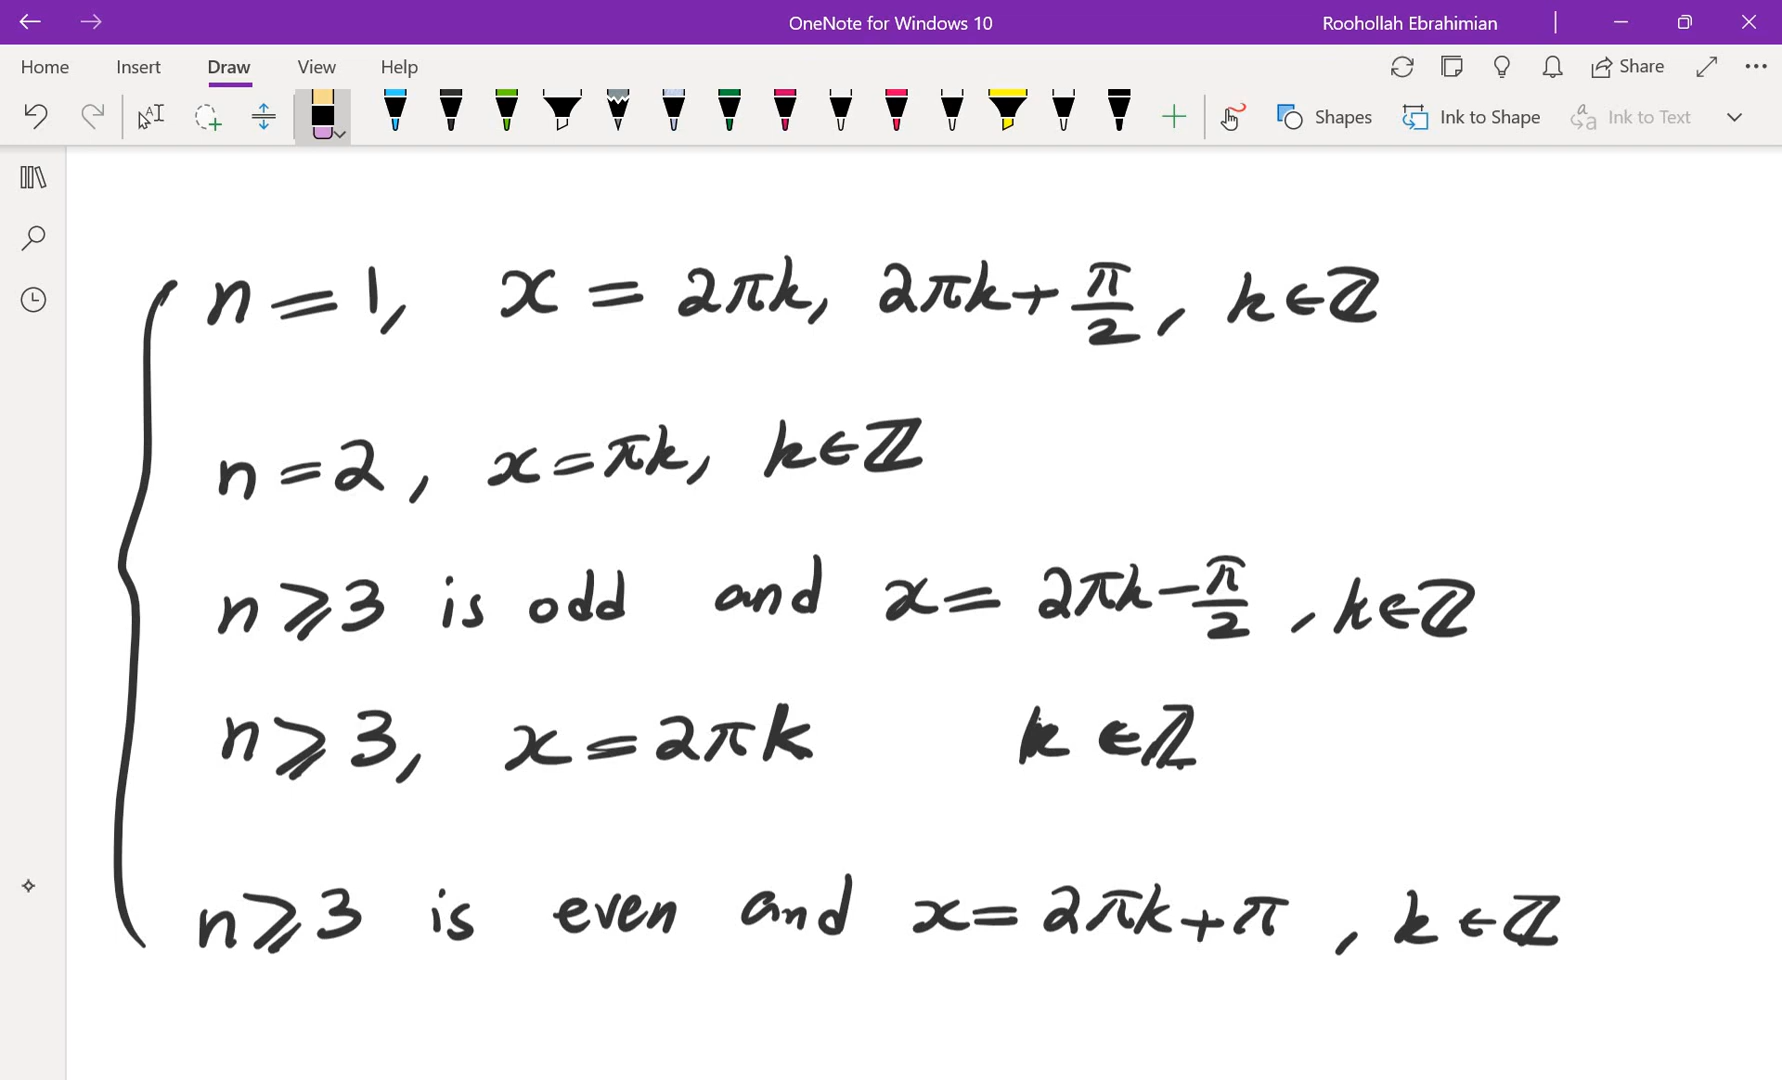 OneNote for Windows 10 Roohollah Ebrahimian
Home Insert Draw View Help Share
Shapes Ink to Shape Ink to Text
n = 1, x = 2πk, 2πk + π/2, k ∈ ℤ
n = 2, x = πk, k ∈ ℤ
n ⩾ 3 is odd and x = 2πk − π/2, k ∈ ℤ
n ⩾ 3, x = 2πk k ∈ ℤ
n ⩾ 3 is even and x = 2πk + π, k ∈ ℤ